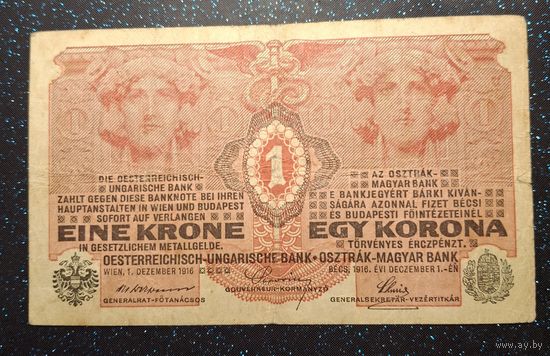 1
1
1
DIE OESTERREICHISCH-
UNGARISCHE BANK
ZAHLT GEGEN DIESE BANKNOTE BEI IHREN
HAUPTANSTALTEN IN WIEN UND BUDAPEST
SOFORT AUF VERLANGEN
EINE KRONE
IN GESETZLICHEM METALLGELDE.
AZ OSZTRÁK-
MAGYAR BANK
E BANKJEGYÉRT BÁRKI KIVÁN-
SÁGÁRA AZONNAL FIZET BÉCSI
ÉS BUDAPESTI FŐINTÉZETEINÉL
EGY KORONA
TÖRVÉNYES ÉRCZPÉNZT.
OESTERREICHISCH-UNGARISCHE BANK • OSZTRÁK-MAGYAR BANK
WIEN, 1. DEZEMBER 1916
BÉCS, 1916. ÉVI DECZEMBER 1.-ÉN
GOUVERNEUR-KORMÁNYZÓ
GENERALRAT-FŐTANÁCSOS
GENERALSEKRETÄR-VEZÉRTITKÁR
www.ay.by